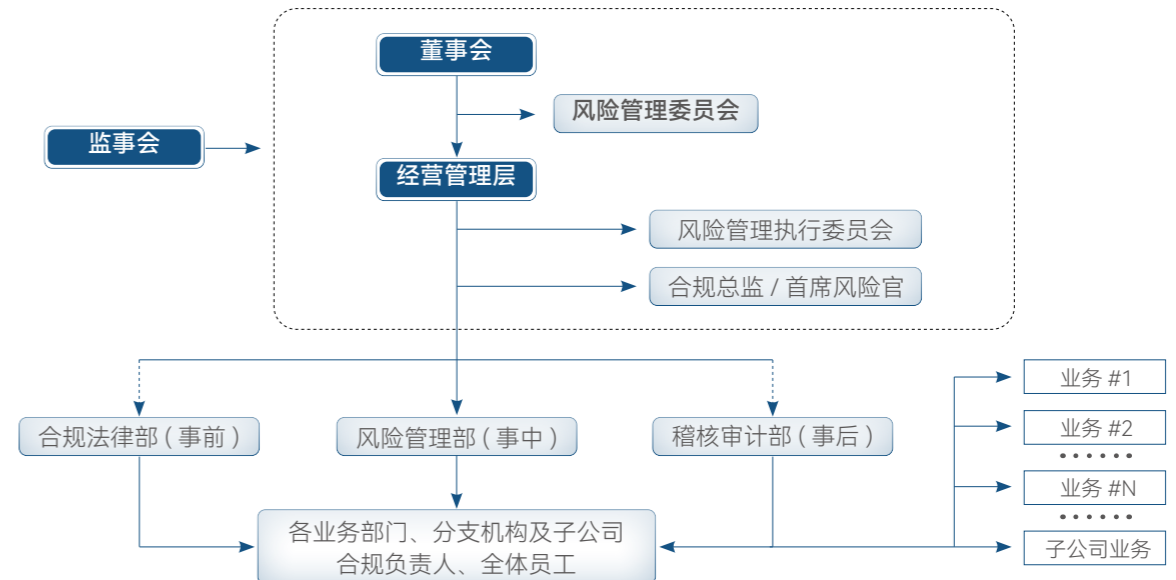 董事会
风险管理委员会
监事会
经营管理层
风险管理执行委员会
合规总监 / 首席风险官
合规法律部 ( 事前 )
风险管理部 ( 事中 )
稽核审计部 ( 事后 )
业务 #1
业务 #2
······
业务 #N
······
子公司业务
各业务部门、分支机构及子公司
合规负责人、全体员工